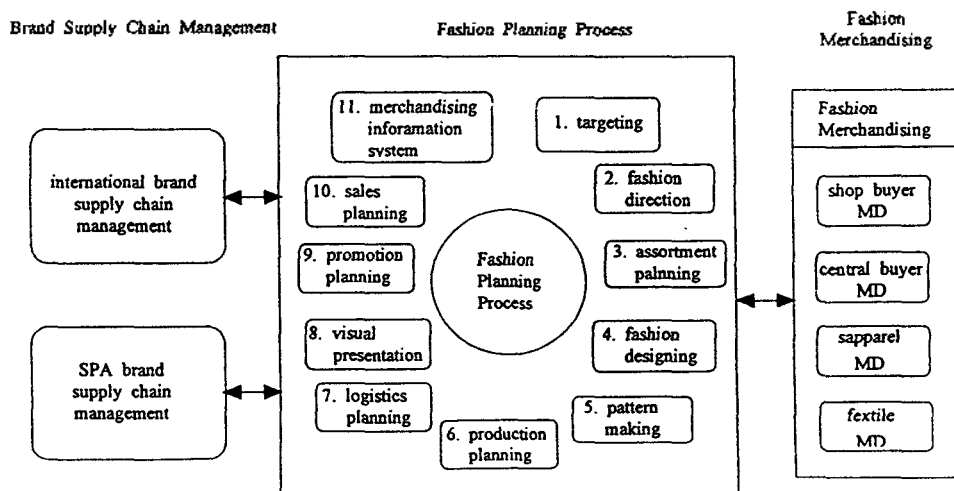 Brand Supply Chain Management
Fashion Planning Process
Fashion
Merchandising
international brand
supply chain
management
SPA brand
supply chain
management
11. merchandising
inforamation
system
1. targeting
10. sales
planning
2. fashion
direction
9. promotion
planning
Fashion
Planning
Process
3. assortment
palnning
8. visual
presentation
4. fashion
designing
7. logistics
planning
5. pattern
making
6. production
planning
Fashion
Merchandising
shop buyer
MD
central buyer
MD
sapparel
MD
fextile
MD